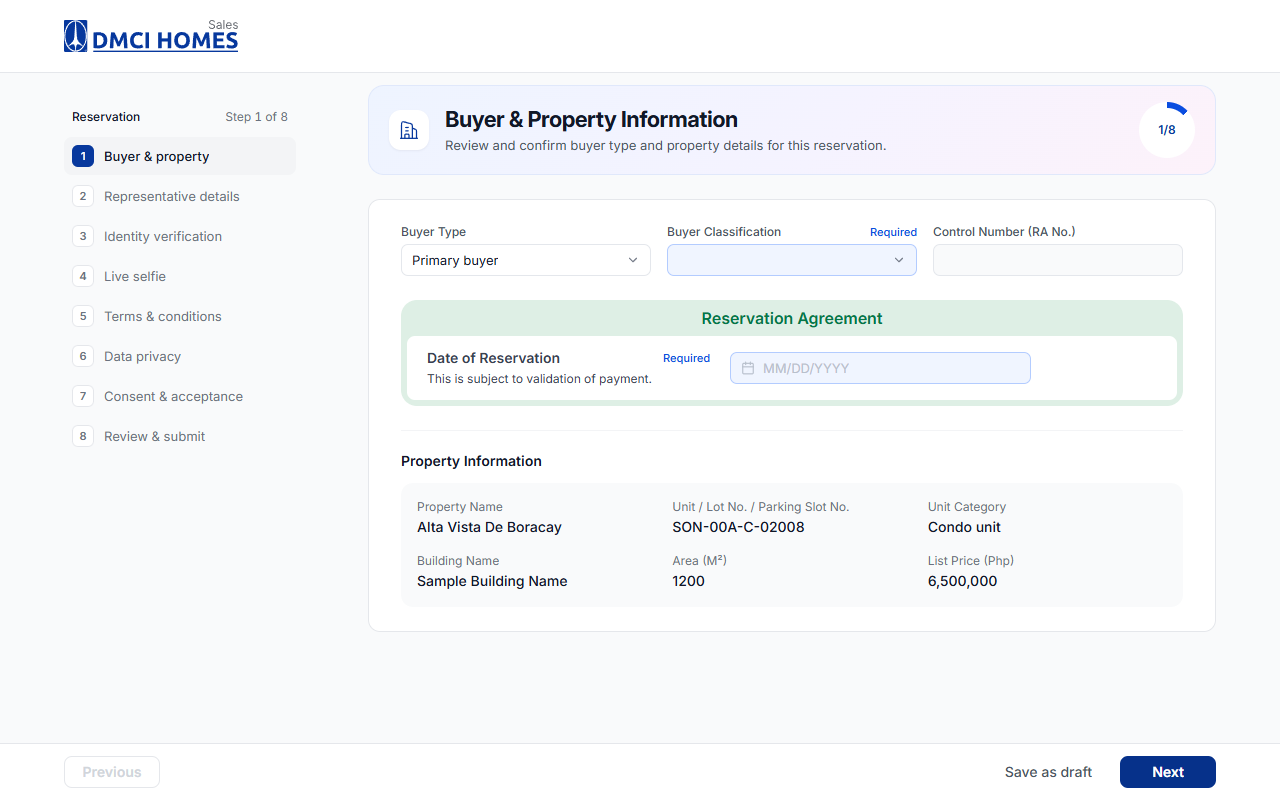 Sales
DMCI HOMES
Reservation Step 1 of 8
1 Buyer & property
2 Representative details
3 Identity verification
4 Live selfie
5 Terms & conditions
6 Data privacy
7 Consent & acceptance
8 Review & submit
Buyer & Property Information
Review and confirm buyer type and property details for this reservation.
1/8
Buyer Type Buyer Classification Required Control Number (RA No.)
Primary buyer
Reservation Agreement
Date of Reservation Required
This is subject to validation of payment.
MM/DD/YYYY
Property Information
Property Name Unit / Lot No. / Parking Slot No. Unit Category
Alta Vista De Boracay SON-00A-C-02008 Condo unit
Building Name Area (M²) List Price (Php)
Sample Building Name 1200 6,500,000
Previous Save as draft Next